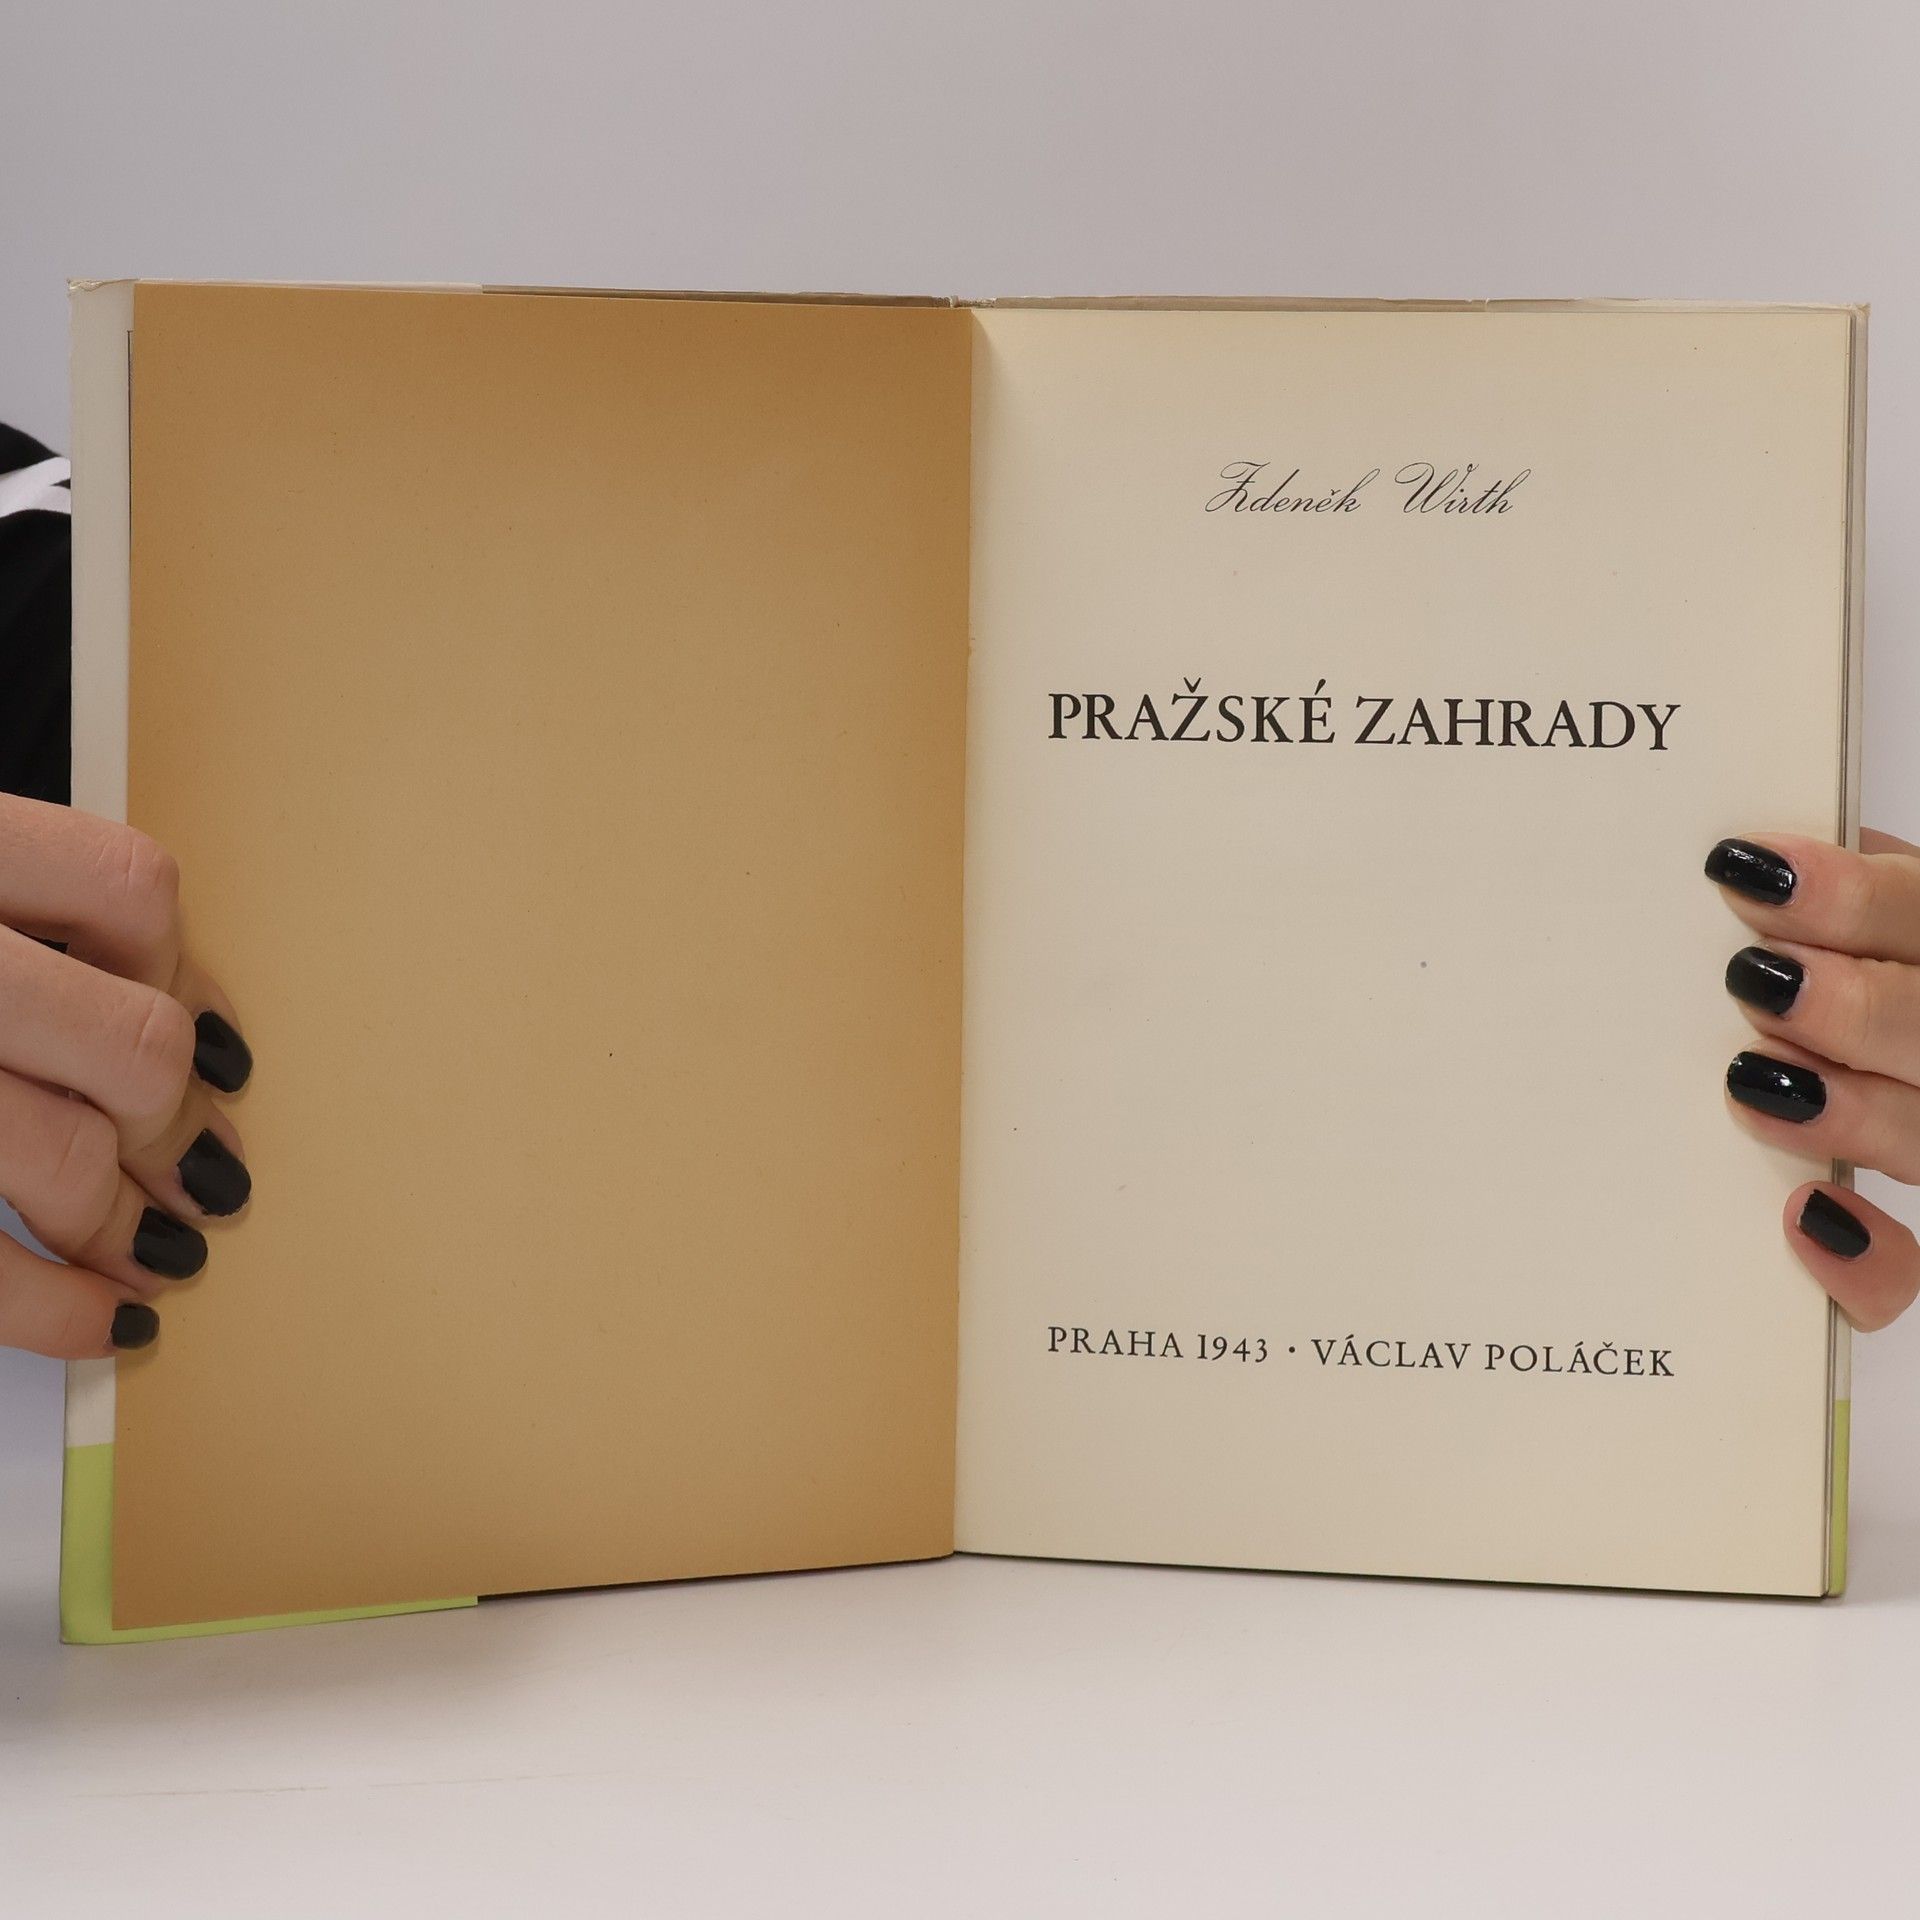 Zdeněk Wirth
PRAŽSKÉ ZAHRADY
PRAHA 1943 · VÁCLAV POLÁČEK